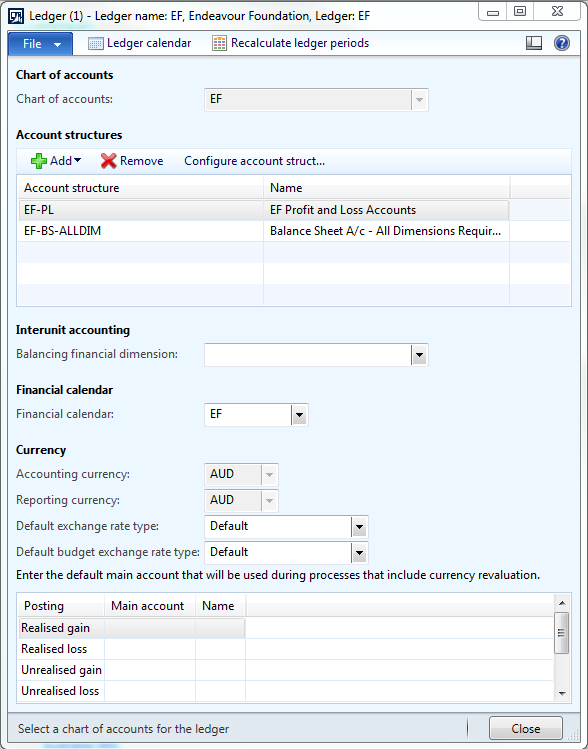 Ledger (1) - Ledger name: EF, Endeavour Foundation, Ledger: EF
File Ledger calendar Recalculate ledger periods
Chart of accounts
Chart of accounts: EF
Account structures
Add Remove Configure account struct...
Account structure Name
EF-PL EF Profit and Loss Accounts
EF-BS-ALLDIM Balance Sheet A/c - All Dimensions Requir...
Interunit accounting
Balancing financial dimension:
Financial calendar
Financial calendar: EF
Currency
Accounting currency: AUD
Reporting currency: AUD
Default exchange rate type: Default
Default budget exchange rate type: Default
Enter the default main account that will be used during processes that include currency revaluation.
Posting Main account Name
Realised gain
Realised loss
Unrealised gain
Unrealised loss
Select a chart of accounts for the ledger Close